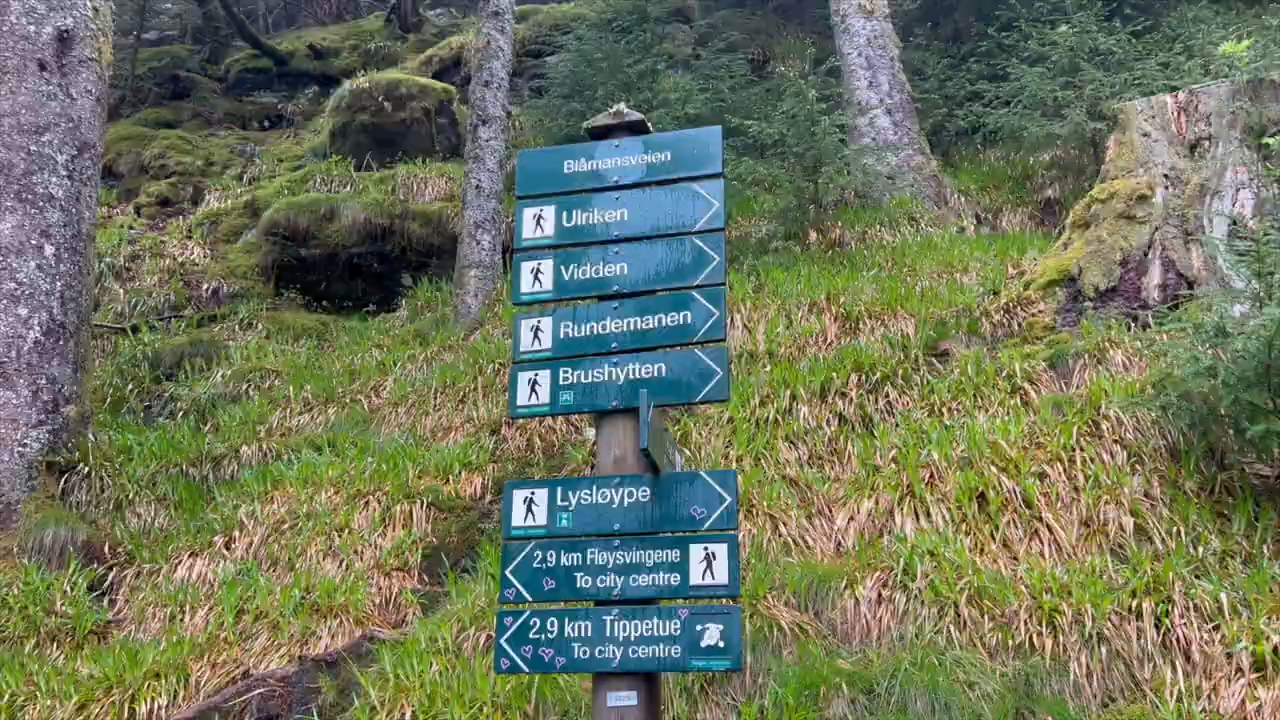 Blåmansveien
Ulriken
Vidden
Rundemanen
Brushytten
Lysløype
2,9 km Fløysvingene
To city centre
2,9 km Tippetue
To city centre